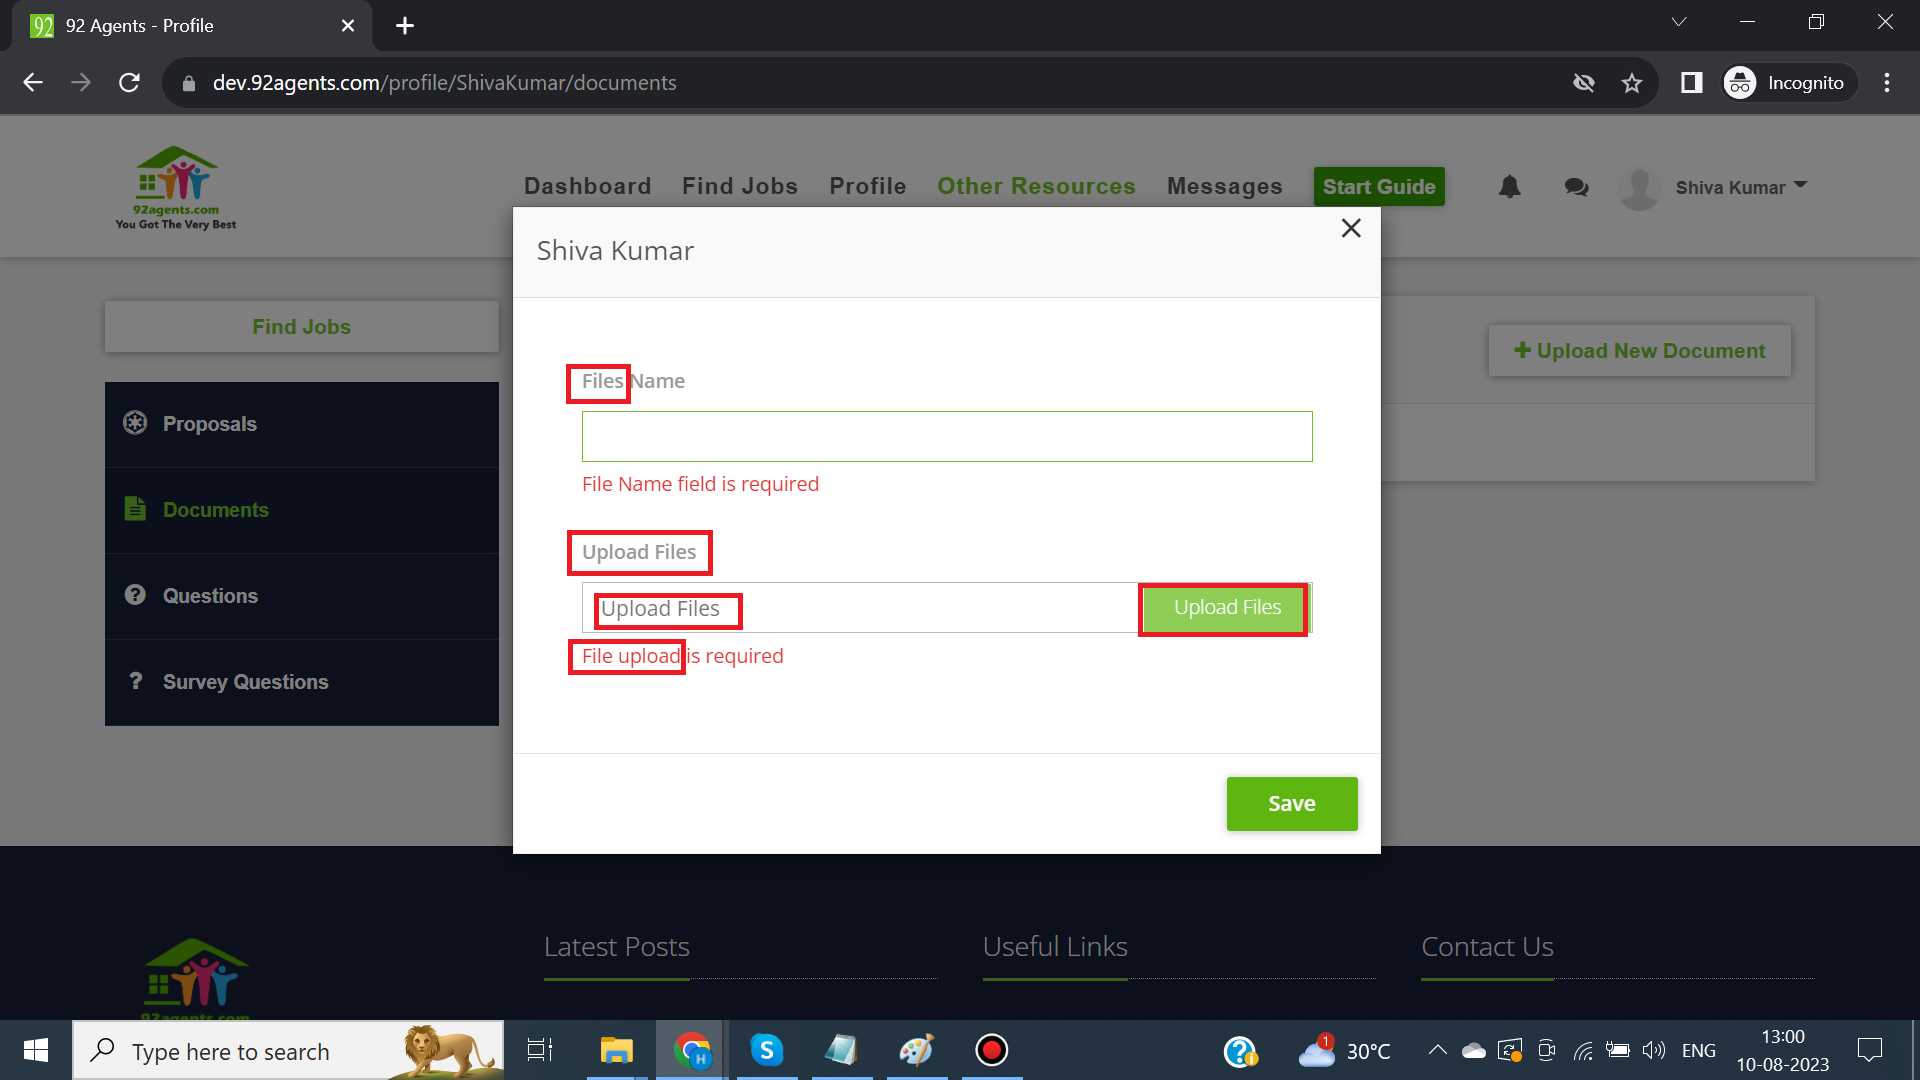 92 Agents - Profile
dev.92agents.com/profile/ShivaKumar/documents
Incognito
92agents.com
You Got The Very Best
Dashboard Find Jobs Profile Other Resources Messages Start Guide Shiva Kumar
Shiva Kumar
Find Jobs
Upload New Document
Proposals
Documents
Questions
Survey Questions
Files Name
File Name field is required
Upload Files
Upload Files Upload Files
File upload is required
Save
Latest Posts Useful Links Contact Us
92agents.com
Type here to search
1
30°C
ENG
13:00
10-08-2023